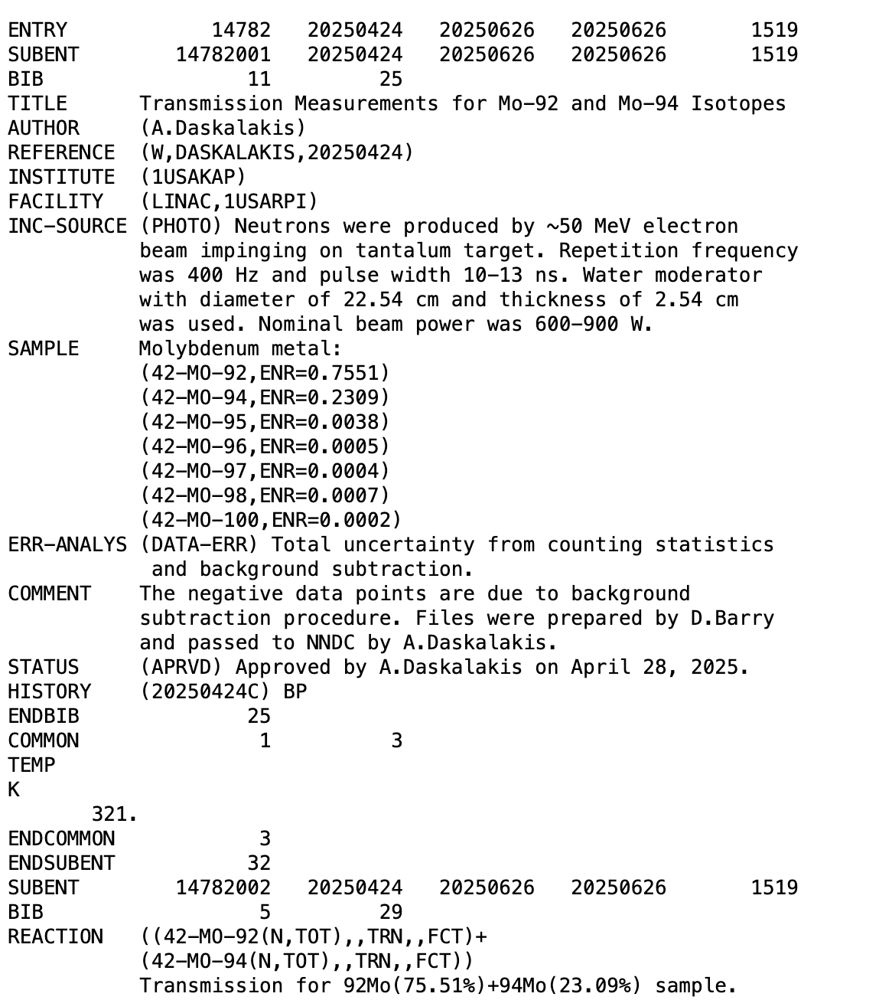 ENTRY            14782   20250424   20250626   20250626       1519
SUBENT        14782001   20250424   20250626   20250626       1519
BIB                 11         25
TITLE      Transmission Measurements for Mo-92 and Mo-94 Isotopes
AUTHOR     (A.Daskalakis)
REFERENCE  (W,DASKALAKIS,20250424)
INSTITUTE  (1USAKAP)
FACILITY   (LINAC,1USARPI)
INC-SOURCE (PHOTO) Neutrons were produced by ~50 MeV electron
           beam impinging on tantalum target. Repetition frequency
           was 400 Hz and pulse width 10-13 ns. Water moderator
           with diameter of 22.54 cm and thickness of 2.54 cm
           was used. Nominal beam power was 600-900 W.
SAMPLE     Molybdenum metal:
           (42-MO-92,ENR=0.7551)
           (42-MO-94,ENR=0.2309)
           (42-MO-95,ENR=0.0038)
           (42-MO-96,ENR=0.0005)
           (42-MO-97,ENR=0.0004)
           (42-MO-98,ENR=0.0007)
           (42-MO-100,ENR=0.0002)
ERR-ANALYS (DATA-ERR) Total uncertainty from counting statistics
            and background subtraction.
COMMENT    The negative data points are due to background
           subtraction procedure. Files were prepared by D.Barry
           and passed to NNDC by A.Daskalakis.
STATUS     (APRVD) Approved by A.Daskalakis on April 28, 2025.
HISTORY    (20250424C) BP
ENDBIB              25
COMMON               1          3
TEMP
K
       321.
ENDCOMMON            3
ENDSUBENT           32
SUBENT        14782002   20250424   20250626   20250626       1519
BIB                  5         29
REACTION   ((42-MO-92(N,TOT),,TRN,,FCT)+
           (42-MO-94(N,TOT),,TRN,,FCT))
           Transmission for 92Mo(75.51%)+94Mo(23.09%) sample.